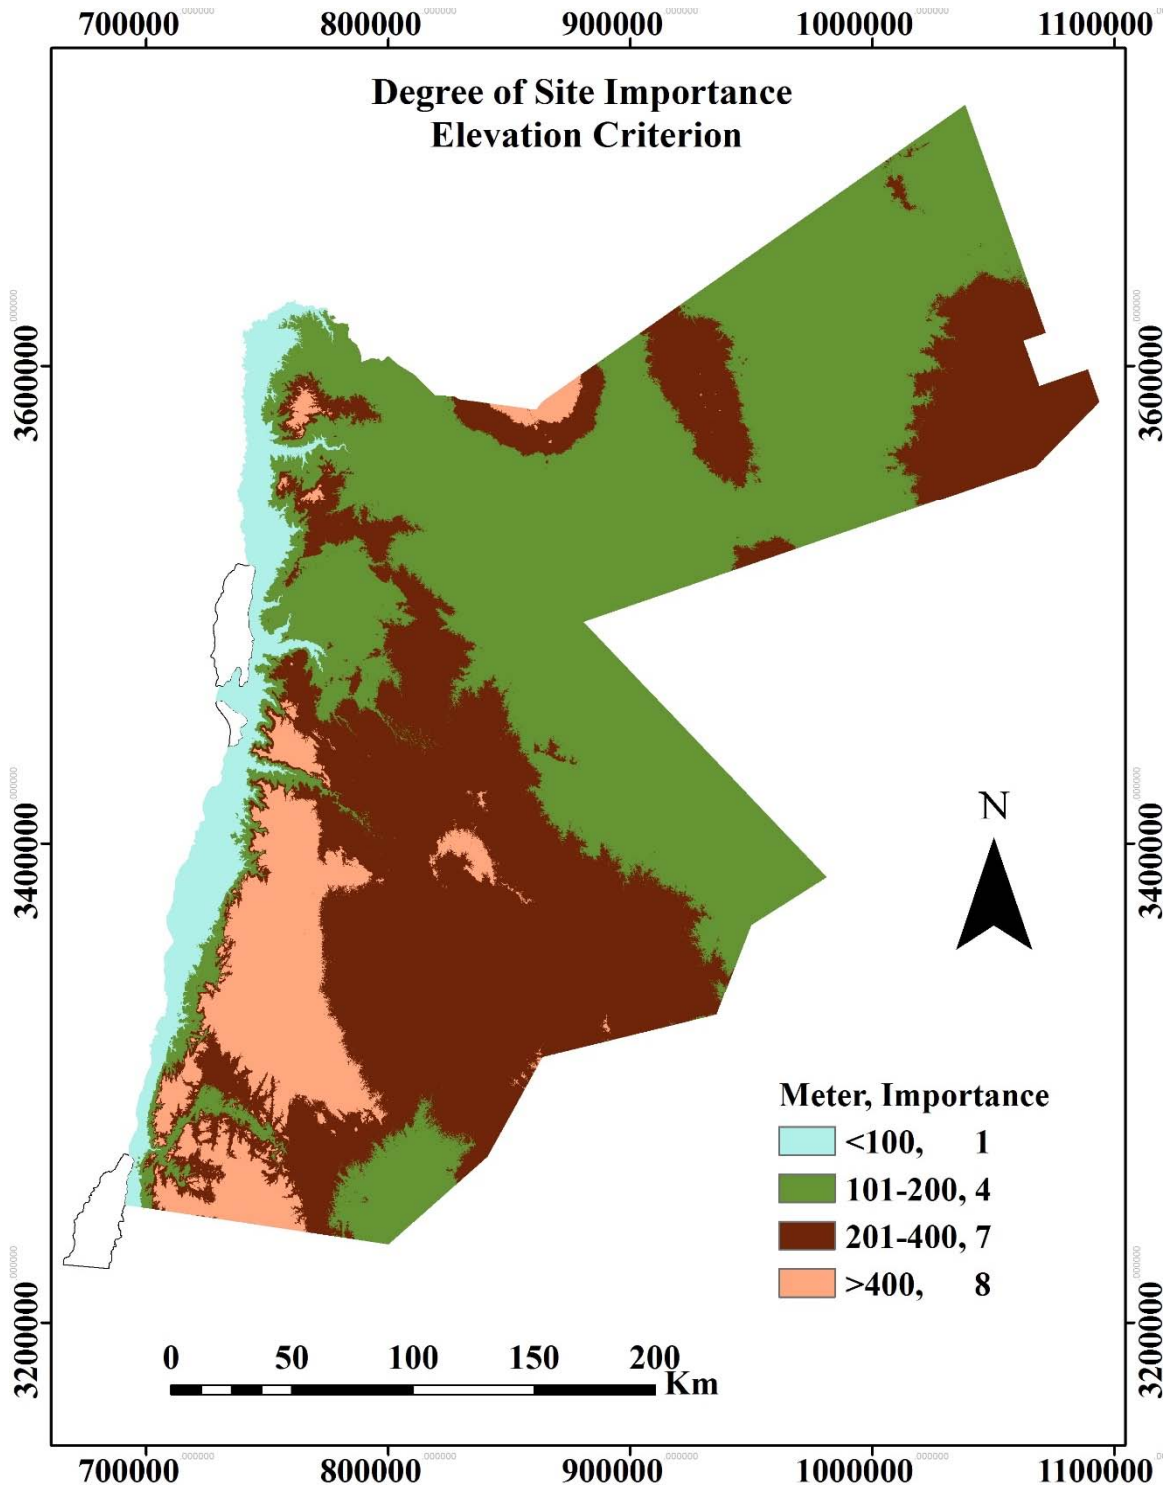 700000 800000 900000 1000000 1100000
Degree of Site Importance
Elevation Criterion
3600000 3600000
3400000 3400000
N
Meter, Importance
<100, 1
101-200, 4
201-400, 7
>400, 8
3200000 3200000
0 50 100 150 200
Km
700000 800000 900000 1000000 1100000